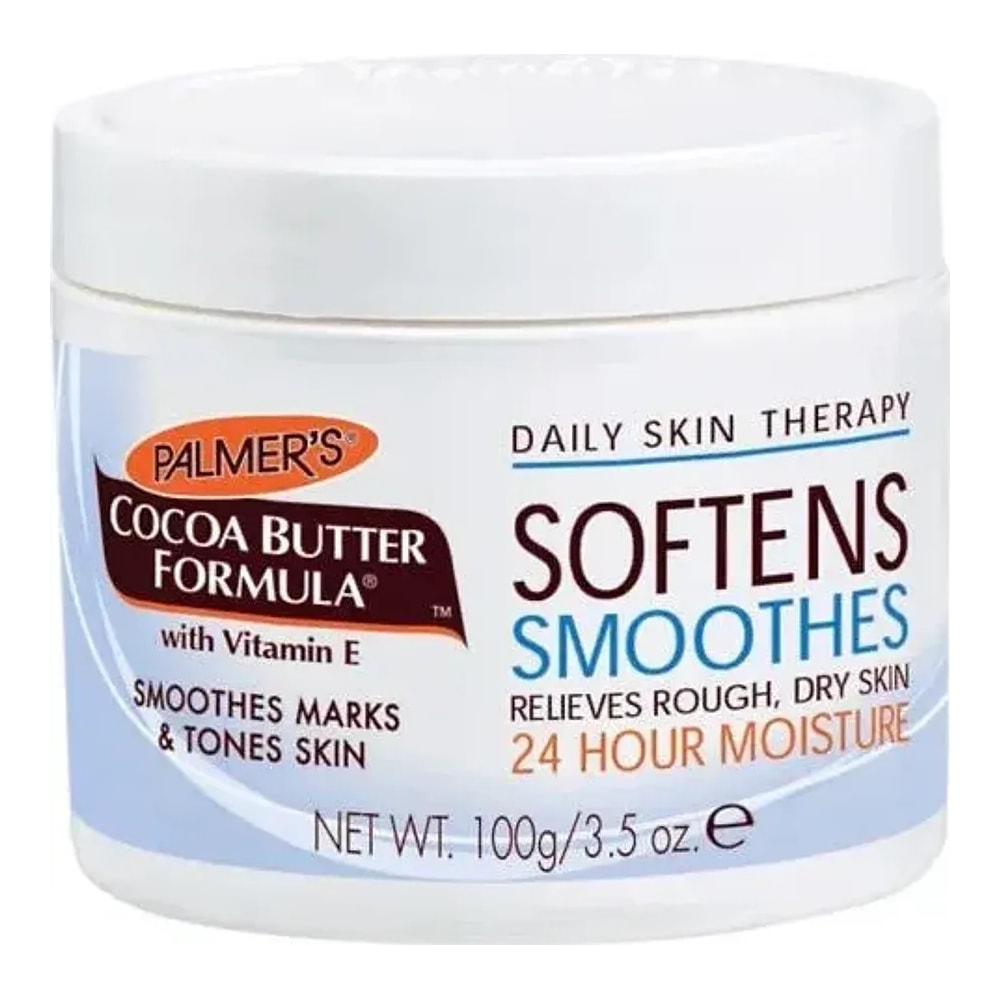 PALMER'S®
COCOA BUTTER
FORMULA®
™
with Vitamin E
SMOOTHES MARKS
& TONES SKIN
DAILY SKIN THERAPY
SOFTENS
SMOOTHES
RELIEVES ROUGH, DRY SKIN
24 HOUR MOISTURE
NET WT. 100g/3.5 oz. ℮